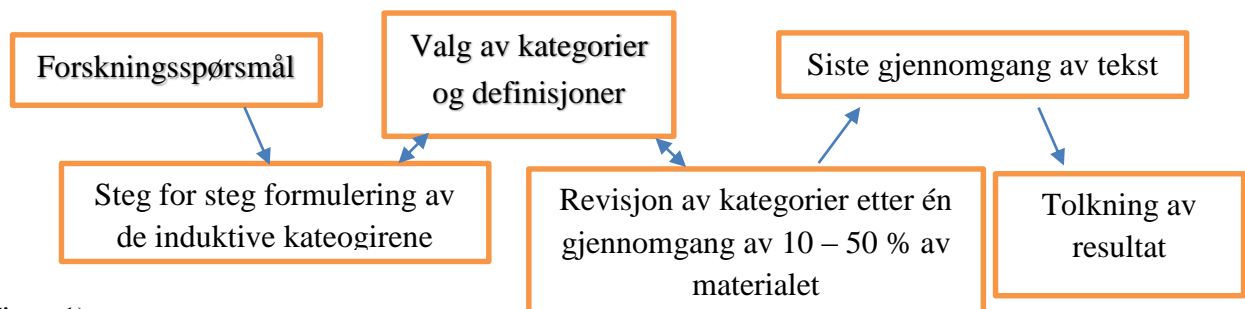 Forskningsspørsmål
Steg for steg formulering av
de induktive kateogirene
Valg av kategorier
og definisjoner
Revisjon av kategorier etter én
gjennomgang av 10 – 50 % av
materialet
Siste gjennomgang av tekst
Tolkning av
resultat